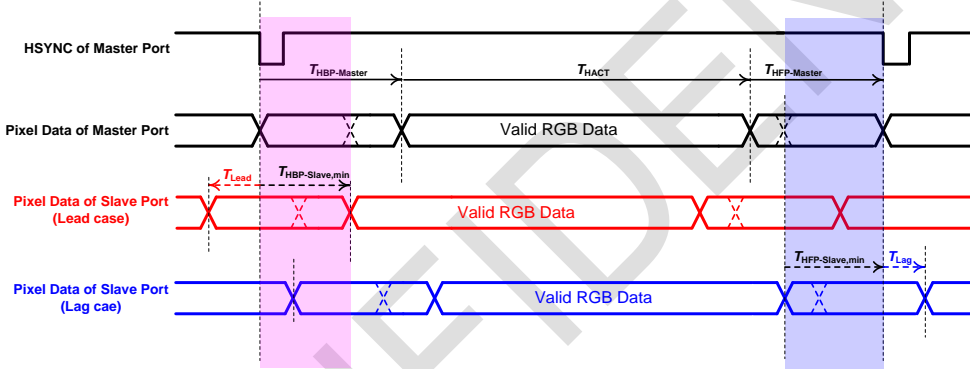 HSYNC of Master Port
THBP-Master
THACT
THFP-Master
Pixel Data of Master Port
Valid RGB Data
TLead
THBP-Slave,min
Pixel Data of Slave Port
(Lead case)
Valid RGB Data
THFP-Slave,min
TLag
Pixel Data of Slave Port
(Lag cae)
Valid RGB Data